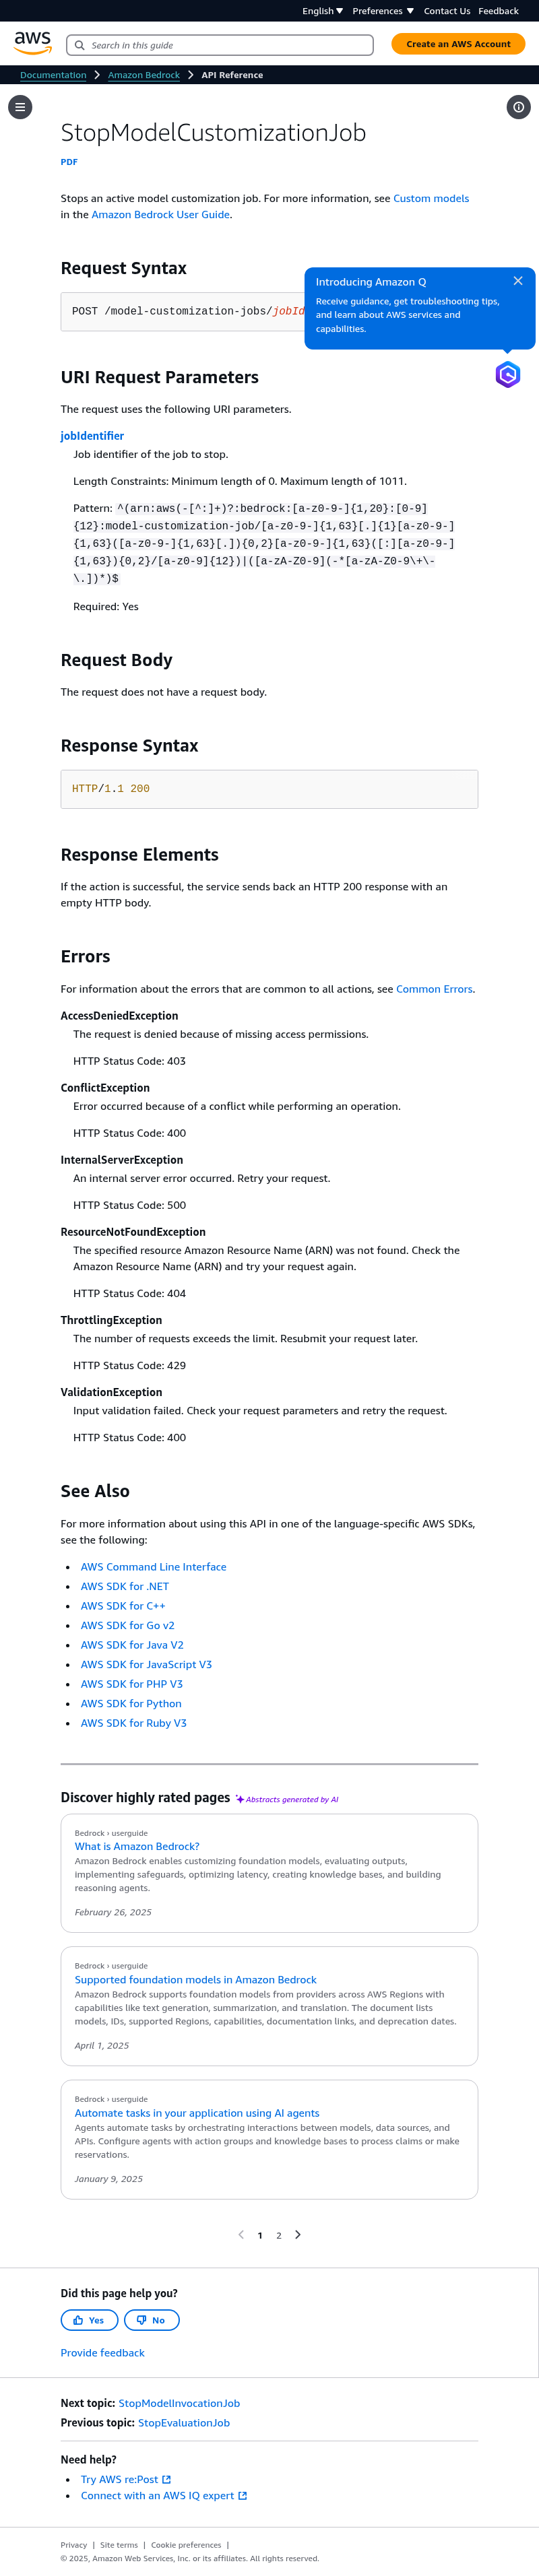 English Preferences Contact Us Feedback
aws
Search in this guide
Create an AWS Account
Documentation Amazon Bedrock API Reference
StopModelCustomizationJob
PDF
Stops an active model customization job. For more information, see Custom models
in the Amazon Bedrock User Guide.
Request Syntax
POST /model-customization-jobs/jobId
Introducing Amazon Q
Receive guidance, get troubleshooting tips,
and learn about AWS services and
capabilities.
URI Request Parameters
The request uses the following URI parameters.
jobIdentifier
Job identifier of the job to stop.
Length Constraints: Minimum length of 0. Maximum length of 1011.
Pattern: ^(arn:aws(-[^:]+)?:bedrock:[a-z0-9-]{1,20}:[0-9]
{12}:model-customization-job/[a-z0-9-]{1,63}[.]{1}[a-z0-9-]
{1,63}([a-z0-9-]{1,63}[.]){0,2}[a-z0-9-]{1,63}([:][a-z0-9-]
{1,63}){0,2}/[a-z0-9]{12})|([a-zA-Z0-9](-*[a-zA-Z0-9\+\-
\.])*)$
Required: Yes
Request Body
The request does not have a request body.
Response Syntax
HTTP/1.1 200
Response Elements
If the action is successful, the service sends back an HTTP 200 response with an
empty HTTP body.
Errors
For information about the errors that are common to all actions, see Common Errors.
AccessDeniedException
The request is denied because of missing access permissions.
HTTP Status Code: 403
ConflictException
Error occurred because of a conflict while performing an operation.
HTTP Status Code: 400
InternalServerException
An internal server error occurred. Retry your request.
HTTP Status Code: 500
ResourceNotFoundException
The specified resource Amazon Resource Name (ARN) was not found. Check the
Amazon Resource Name (ARN) and try your request again.
HTTP Status Code: 404
ThrottlingException
The number of requests exceeds the limit. Resubmit your request later.
HTTP Status Code: 429
ValidationException
Input validation failed. Check your request parameters and retry the request.
HTTP Status Code: 400
See Also
For more information about using this API in one of the language-specific AWS SDKs,
see the following:
• AWS Command Line Interface
• AWS SDK for .NET
• AWS SDK for C++
• AWS SDK for Go v2
• AWS SDK for Java V2
• AWS SDK for JavaScript V3
• AWS SDK for PHP V3
• AWS SDK for Python
• AWS SDK for Ruby V3
Discover highly rated pages Abstracts generated by AI
Bedrock › userguide
What is Amazon Bedrock?
Amazon Bedrock enables customizing foundation models, evaluating outputs,
implementing safeguards, optimizing latency, creating knowledge bases, and building
reasoning agents.
February 26, 2025
Bedrock › userguide
Supported foundation models in Amazon Bedrock
Amazon Bedrock supports foundation models from providers across AWS Regions with
capabilities like text generation, summarization, and translation. The document lists
models, IDs, supported Regions, capabilities, documentation links, and deprecation dates.
April 1, 2025
Bedrock › userguide
Automate tasks in your application using AI agents
Agents automate tasks by orchestrating interactions between models, data sources, and
APIs. Configure agents with action groups and knowledge bases to process claims or make
reservations.
January 9, 2025
1 2
Did this page help you?
Yes No
Provide feedback
Next topic: StopModelInvocationJob
Previous topic: StopEvaluationJob
Need help?
• Try AWS re:Post
• Connect with an AWS IQ expert
Privacy | Site terms | Cookie preferences |
© 2025, Amazon Web Services, Inc. or its affiliates. All rights reserved.